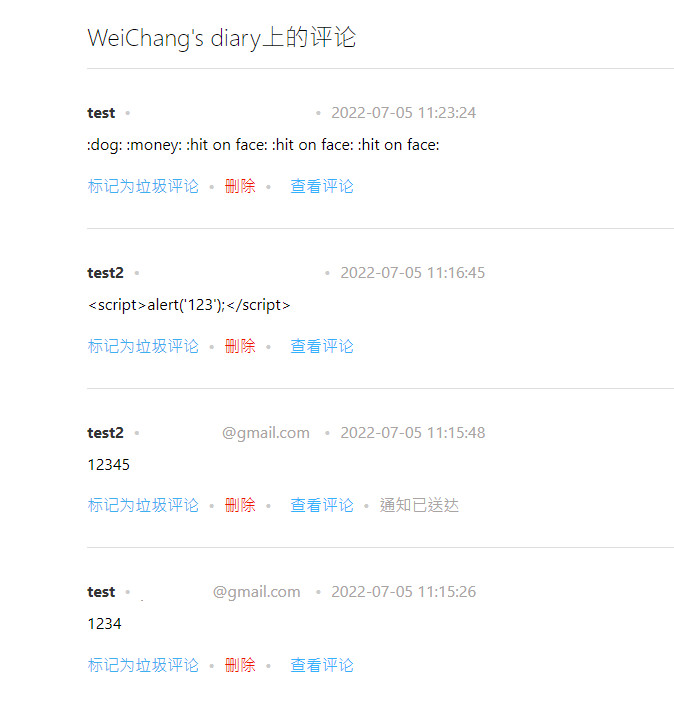 WeiChang's diary上的评论
test • • 2022-07-05 11:23:24
:dog: :money: :hit on face: :hit on face: :hit on face:
标记为垃圾评论 • 删除 • 查看评论
test2 • • 2022-07-05 11:16:45
<script>alert('123');</script>
标记为垃圾评论 • 删除 • 查看评论
test2 • @gmail.com • 2022-07-05 11:15:48
12345
标记为垃圾评论 • 删除 • 查看评论 • 通知已送达
test • @gmail.com • 2022-07-05 11:15:26
1234
标记为垃圾评论 • 删除 • 查看评论